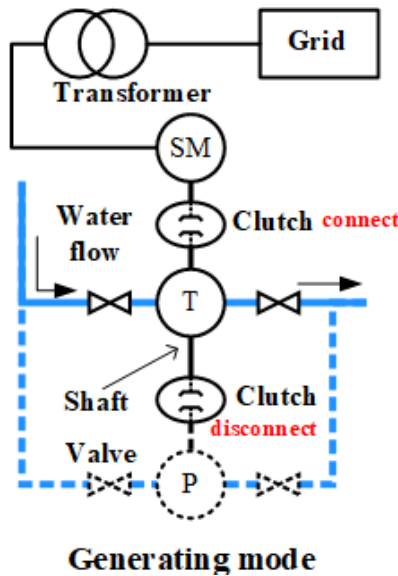 Grid
Transformer
SM
Water
flow
Clutch connect
T
Shaft
Clutch
disconnect
Valve
P
Generating mode